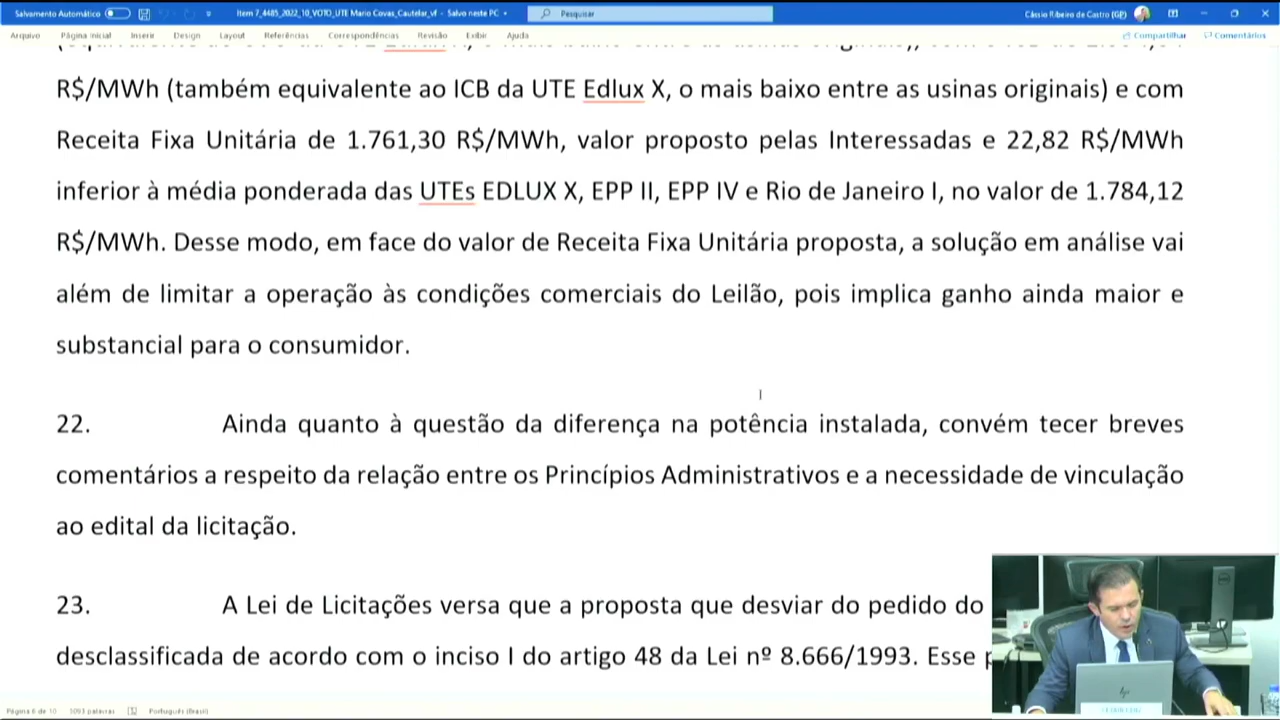 Salvamento Automático
Item 7_4485_2022_10_VOTO_UTE Mario Covas_Cautelar_vf - Salvo neste PC
Pesquisar
Cássio Ribeiro de Castro (GP)
Arquivo Página Inicial Inserir Design Layout Referências Correspondências Revisão Exibir Ajuda
Compartilhar Comentários
R$/MWh (também equivalente ao ICB da UTE Edlux X, o mais baixo entre as usinas originais) e com
Receita Fixa Unitária de 1.761,30 R$/MWh, valor proposto pelas Interessadas e 22,82 R$/MWh
inferior à média ponderada das UTEs EDLUX X, EPP II, EPP IV e Rio de Janeiro I, no valor de 1.784,12
R$/MWh. Desse modo, em face do valor de Receita Fixa Unitária proposta, a solução em análise vai
além de limitar a operação às condições comerciais do Leilão, pois implica ganho ainda maior e
substancial para o consumidor.
22. Ainda quanto à questão da diferença na potência instalada, convém tecer breves
comentários a respeito da relação entre os Princípios Administrativos e a necessidade de vinculação
ao edital da licitação.
23. A Lei de Licitações versa que a proposta que desviar do pedido do
desclassificada de acordo com o inciso I do artigo 48 da Lei nº 8.666/1993. Esse
hp
Página 6 de 10 palavras Português (Brasil)